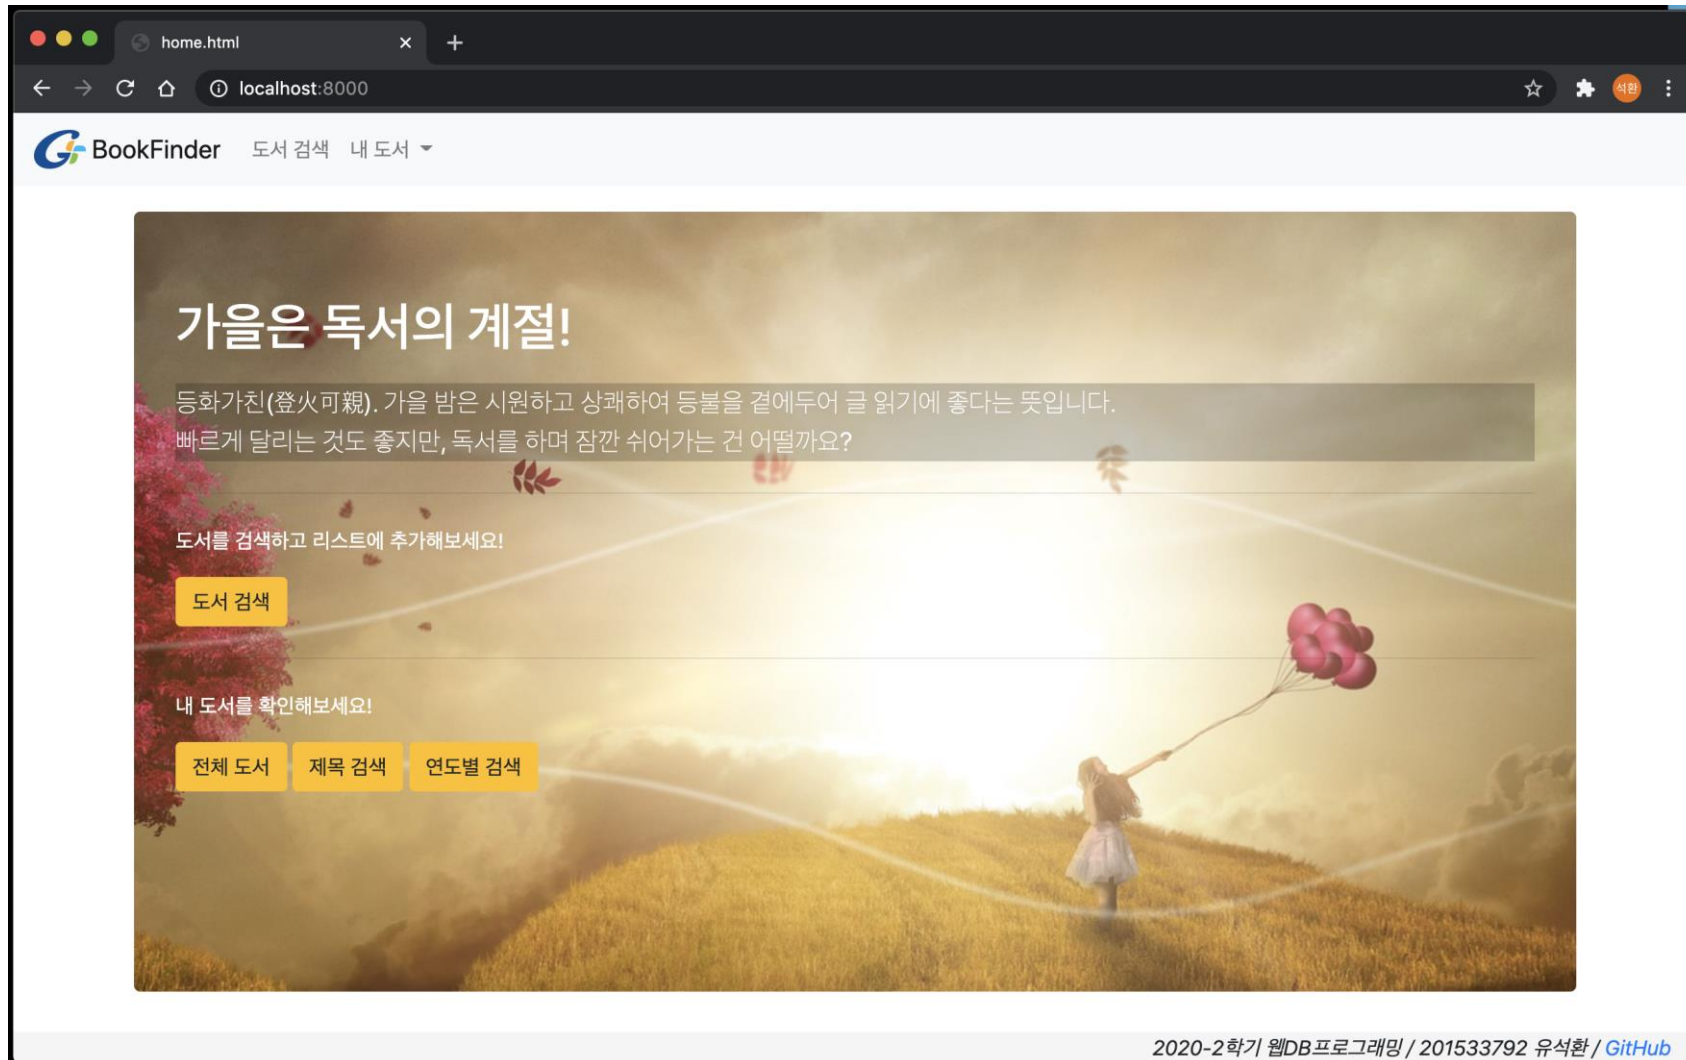 home.html
localhost:8000
석환
BookFinder 도서 검색 내 도서
가을은 독서의 계절!
등화가친(登火可親). 가을 밤은 시원하고 상쾌하여 등불을 곁에두어 글 읽기에 좋다는 뜻입니다.
빠르게 달리는 것도 좋지만, 독서를 하며 잠깐 쉬어가는 건 어떨까요?
도서를 검색하고 리스트에 추가해보세요!
도서 검색
내 도서를 확인해보세요!
전체 도서 제목 검색 연도별 검색
2020-2학기 웹DB프로그래밍 / 201533792 유석환 / GitHub